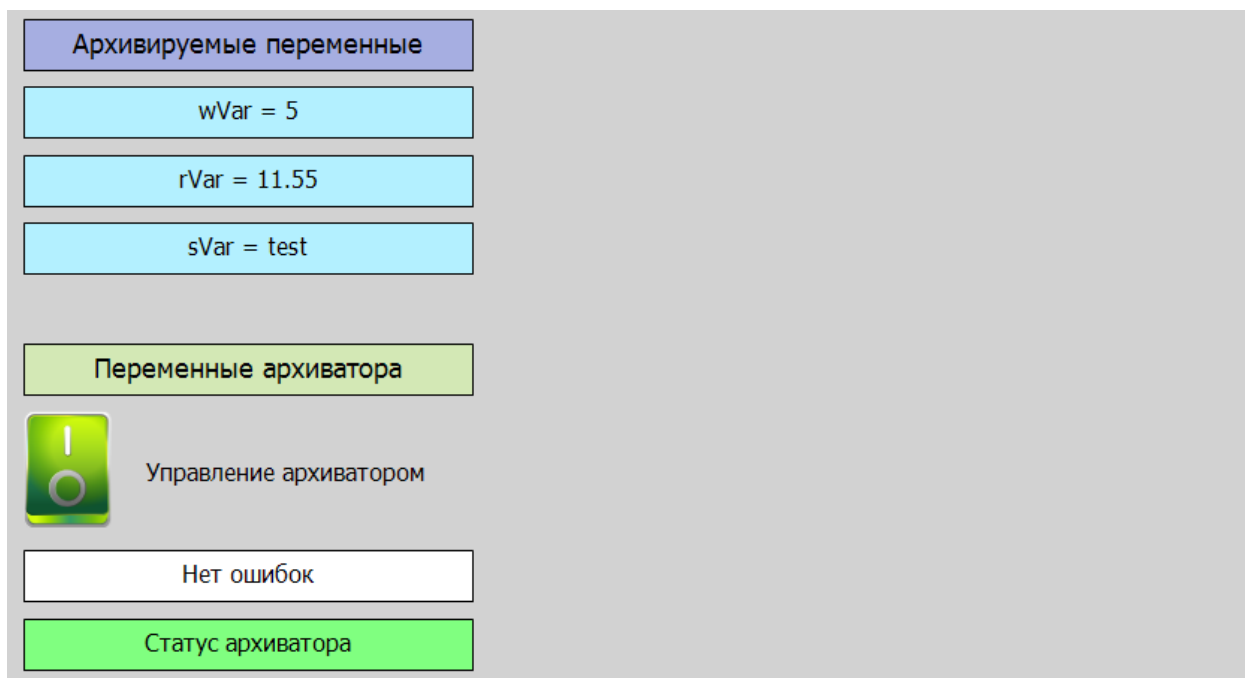 Архивируемые переменные
wVar = 5
rVar = 11.55
sVar = test
Переменные архиватора
Управление архиватором
Нет ошибок
Статус архиватора